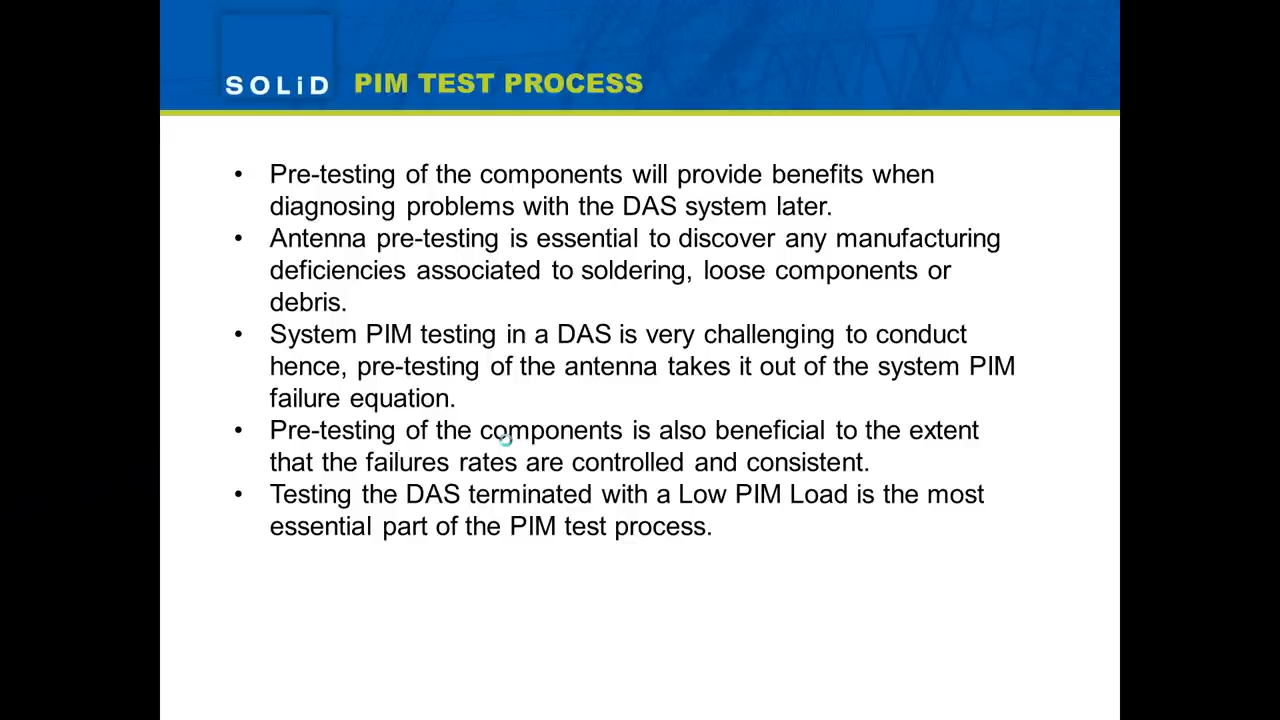 SOLiD PIM TEST PROCESS
• Pre-testing of the components will provide benefits when
diagnosing problems with the DAS system later.
• Antenna pre-testing is essential to discover any manufacturing
deficiencies associated to soldering, loose components or
debris.
• System PIM testing in a DAS is very challenging to conduct
hence, pre-testing of the antenna takes it out of the system PIM
failure equation.
• Pre-testing of the components is also beneficial to the extent
that the failures rates are controlled and consistent.
• Testing the DAS terminated with a Low PIM Load is the most
essential part of the PIM test process.